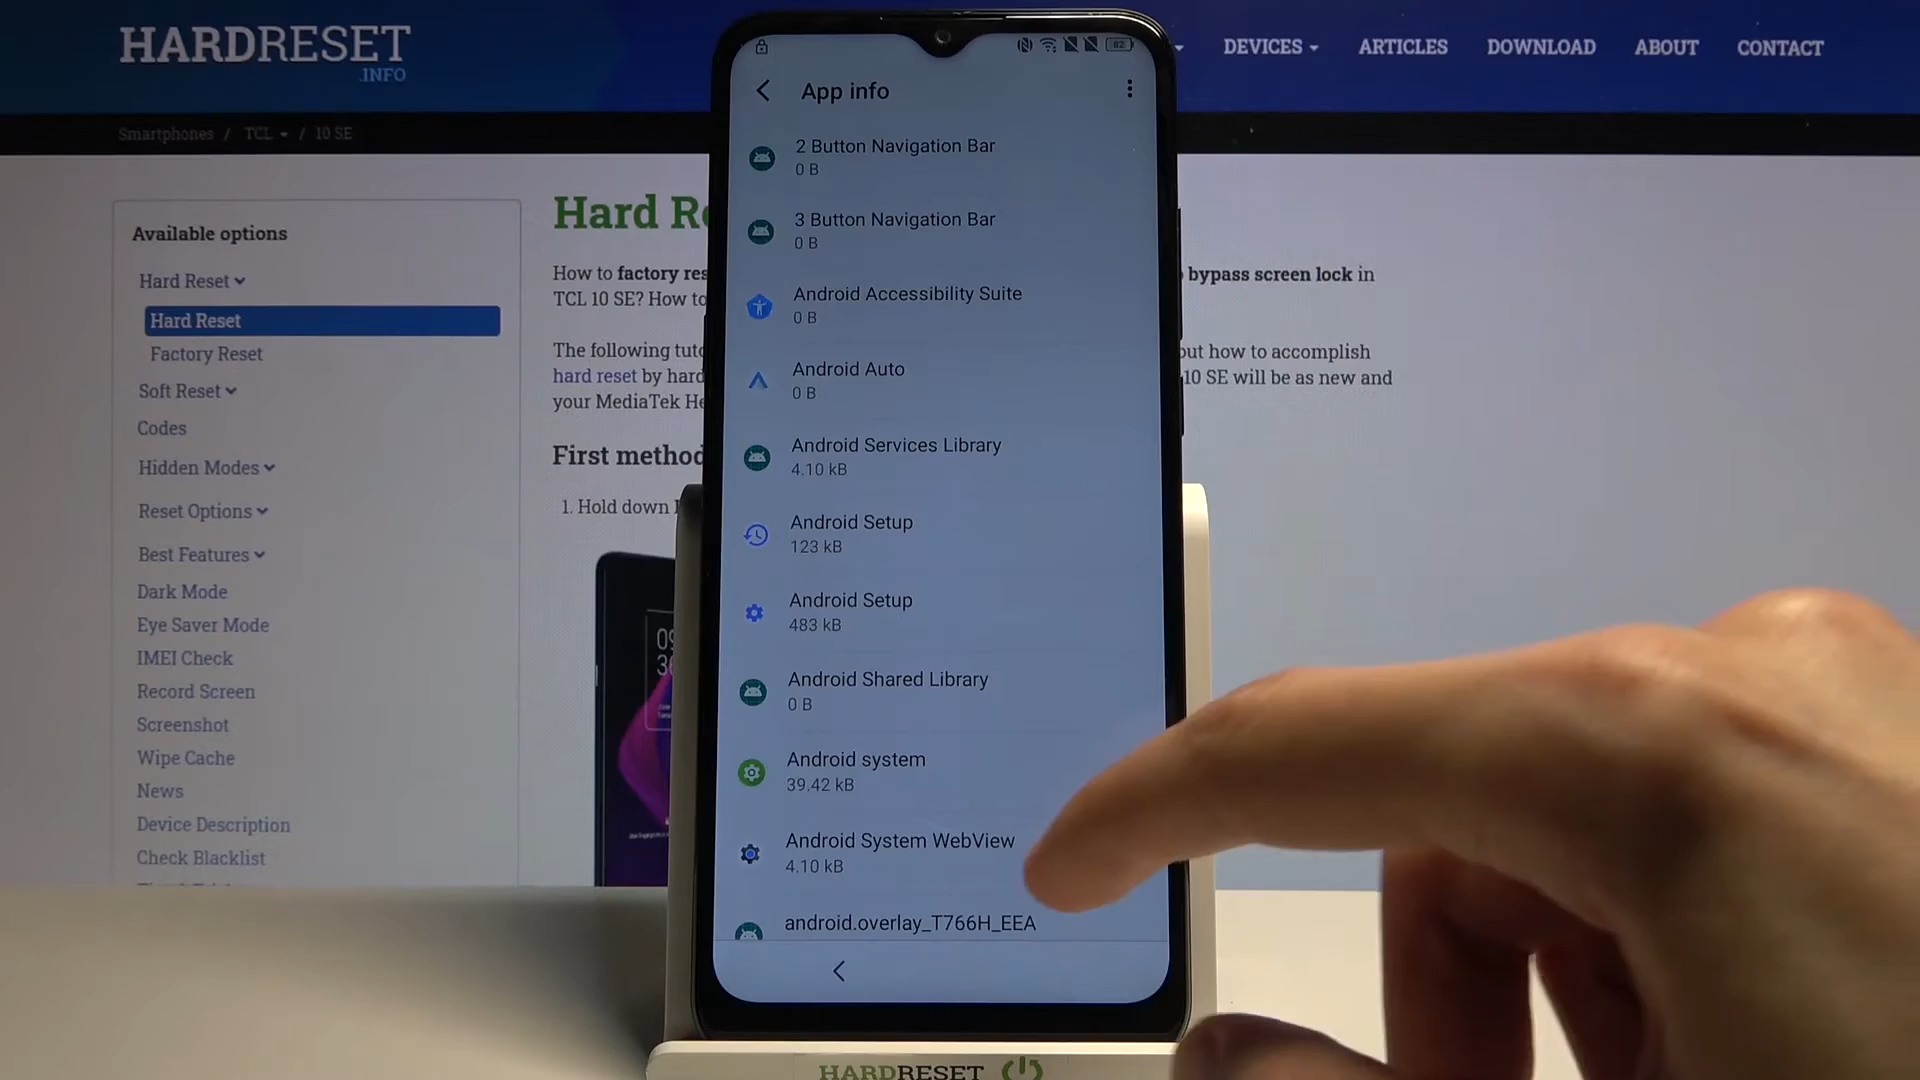 HARDRESET
.INFO
DEVICES
ARTICLES
DOWNLOAD
ABOUT
CONTACT
Smartphones / TCL / 10 SE
Available options
Hard Reset
Hard Reset
Factory Reset
Soft Reset
Codes
Hidden Modes
Reset Options
Best Features
Dark Mode
Eye Saver Mode
IMEI Check
Record Screen
Screenshot
Wipe Cache
News
Device Description
Check Blacklist
Hard
How to factory
bypass screen lock in
TCL 10 SE? How to
The following
how to accomplish
hard reset by
10 SE will be as new and
your MediaTek
First method
1. Hold down
82
App info
2 Button Navigation Bar
0 B
3 Button Navigation Bar
0 B
Android Accessibility Suite
0 B
Android Auto
0 B
Android Services Library
4.10 kB
Android Setup
123 kB
Android Setup
483 kB
Android Shared Library
0 B
Android system
39.42 kB
Android System WebView
4.10 kB
android.overlay_T766H_EEA
HARDRESET